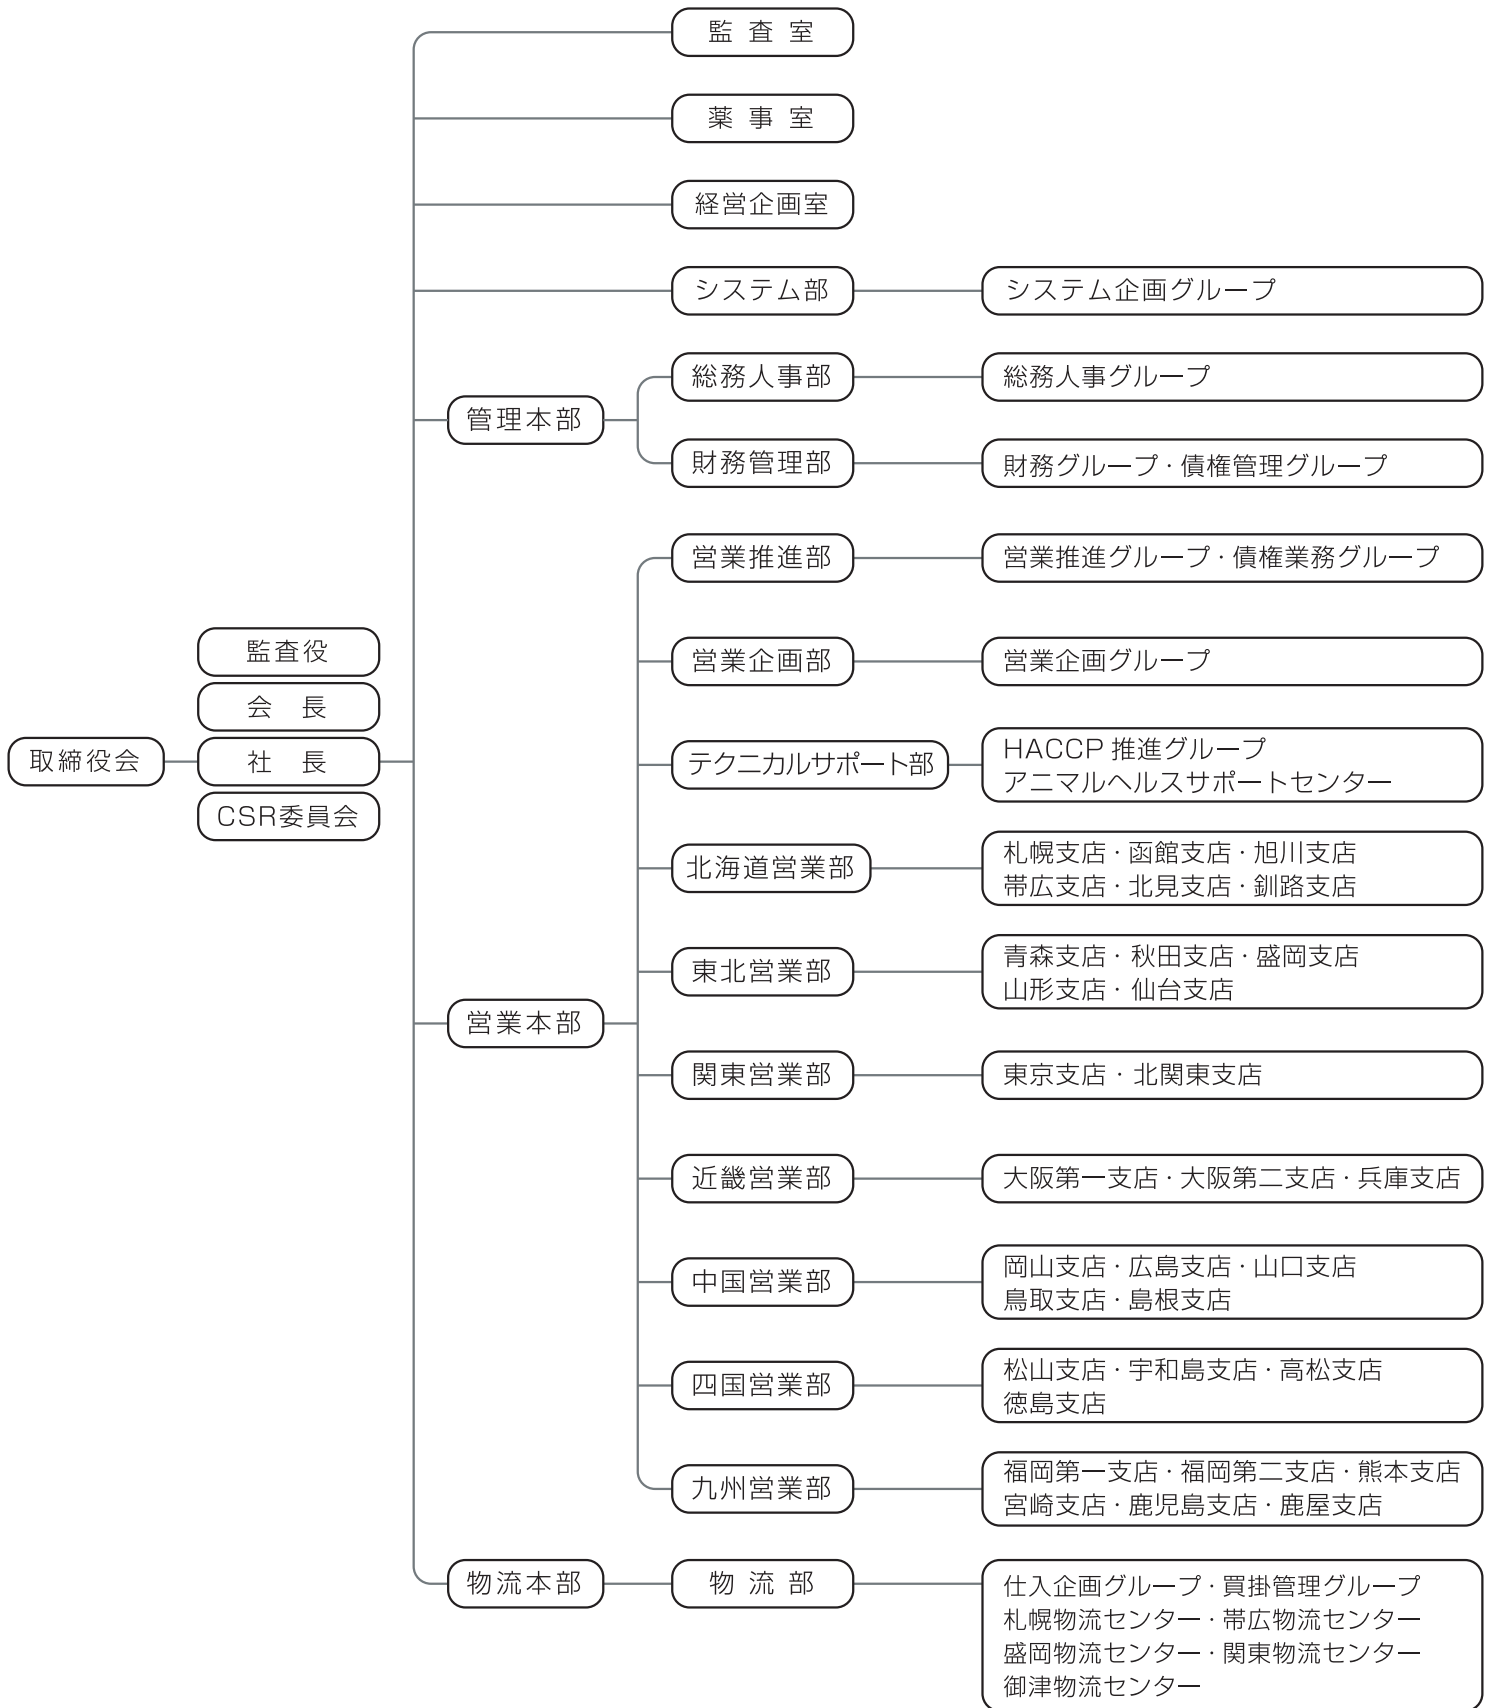 監査室
薬事室
経営企画室
システム部
システム企画グループ
管理本部
総務人事部
総務人事グループ
財務管理部
財務グループ・債権管理グループ
取締役会
監査役
会　長
社　長
CSR委員会
営業本部
営業推進部
営業推進グループ・債権業務グループ
営業企画部
営業企画グループ
テクニカルサポート部
HACCP 推進グループ
アニマルヘルスサポートセンター
北海道営業部
札幌支店・函館支店・旭川支店
帯広支店・北見支店・釧路支店
東北営業部
青森支店・秋田支店・盛岡支店
山形支店・仙台支店
関東営業部
東京支店・北関東支店
近畿営業部
大阪第一支店・大阪第二支店・兵庫支店
中国営業部
岡山支店・広島支店・山口支店
鳥取支店・島根支店
四国営業部
松山支店・宇和島支店・高松支店
徳島支店
九州営業部
福岡第一支店・福岡第二支店・熊本支店
宮崎支店・鹿児島支店・鹿屋支店
物流本部
物流部
仕入企画グループ・買掛管理グループ
札幌物流センター・帯広物流センター
盛岡物流センター・関東物流センター
御津物流センター